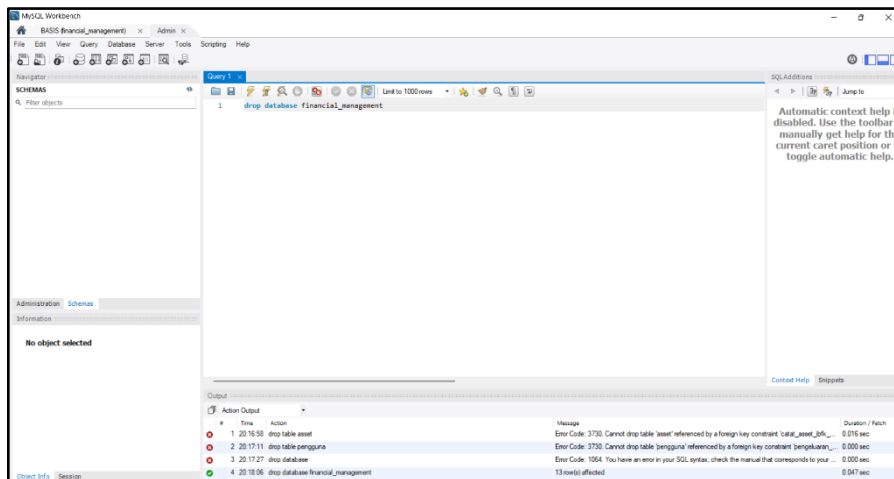 MySQL Workbench
BASIS (financial_management) × Admin ×
File Edit View Query Database Server Tools Scripting Help
Navigator
SCHEMAS
Filter objects
Administration Schemas
Information
No object selected
Object Info Session
Query 1 ×
Limit to 1000 rows
1 drop database financial_management
SQLAdditions
Jump to
Automatic context help i
disabled. Use the toolbar
manually get help for th
current caret position or
toggle automatic help.
Context Help Snippets
Output
Action Output
# Time Action Message Duration / Fetch
1 20:16:58 drop table asset Error Code: 3730. Cannot drop table 'asset' referenced by a foreign key constraint 'catat_asset_ibfk_... 0.016 sec
2 20:17:11 drop table pengguna Error Code: 3730. Cannot drop table 'pengguna' referenced by a foreign key constraint 'pengeluaran_... 0.000 sec
3 20:17:27 drop database Error Code: 1064. You have an error in your SQL syntax; check the manual that corresponds to your ... 0.000 sec
4 20:18:06 drop database financial_management 13 row(s) affected 0.047 sec